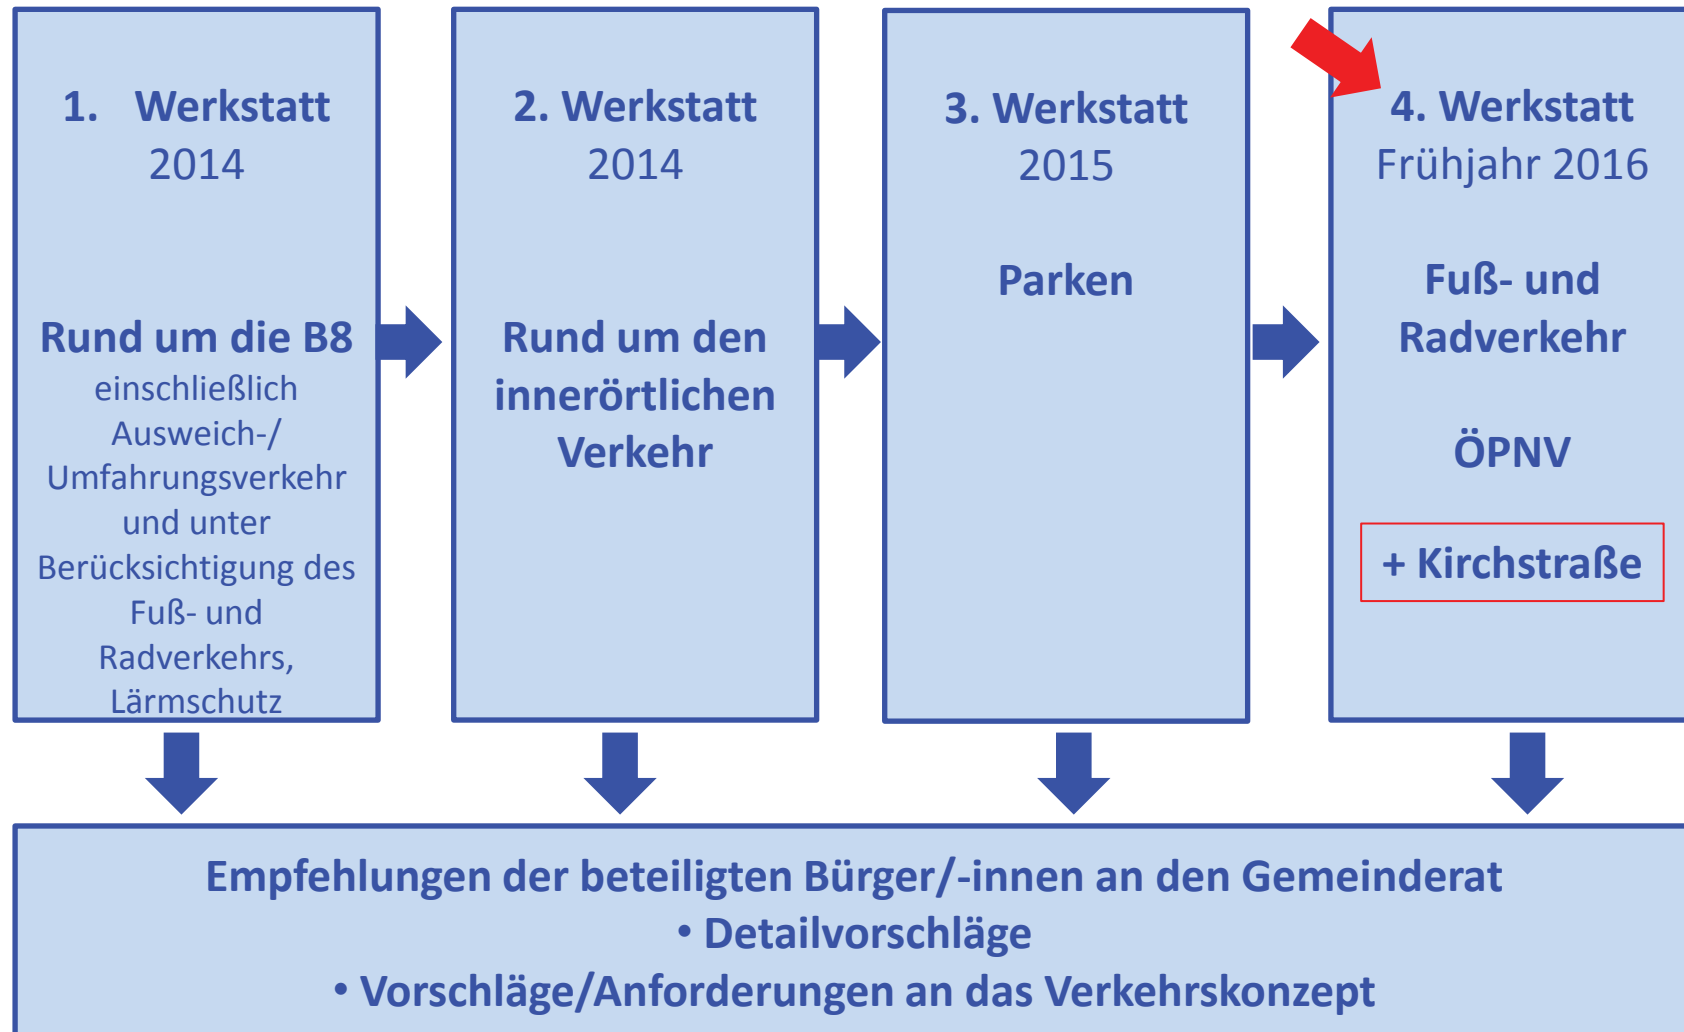 1. Werkstatt
2014
Rund um die B8
einschließlich
Ausweich-/
Umfahrungsverkehr
und unter
Berücksichtigung des
Fuß- und
Radverkehrs,
Lärmschutz
2. Werkstatt
2014
Rund um den
innerörtlichen
Verkehr
3. Werkstatt
2015
Parken
4. Werkstatt
Frühjahr 2016
Fuß- und
Radverkehr
ÖPNV
+ Kirchstraße
Empfehlungen der beteiligten Bürger/-innen an den Gemeinderat
• Detailvorschläge
• Vorschläge/Anforderungen an das Verkehrskonzept